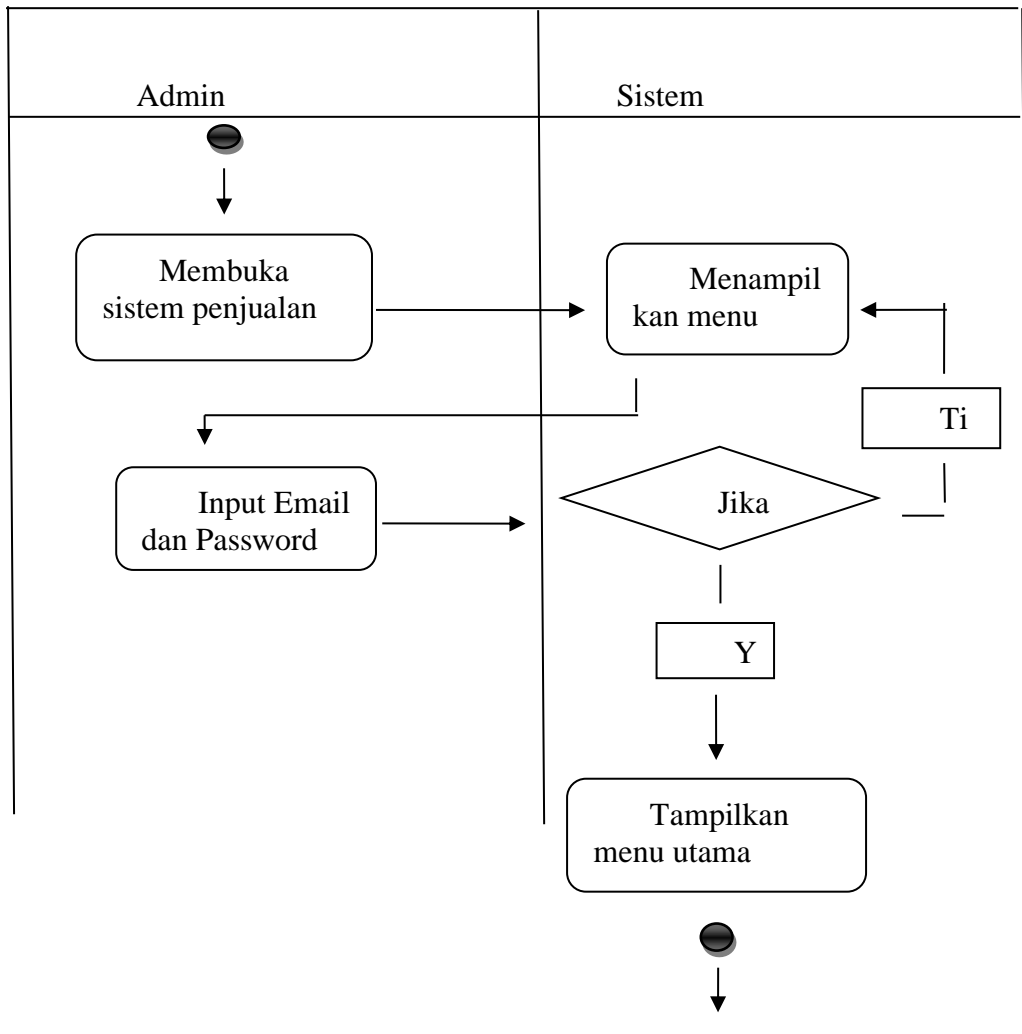 Admin
Sistem
Membuka
sistem penjualan
Menampil
kan menu
Ti
Input Email
dan Password
Jika
Y
Tampilkan
menu utama